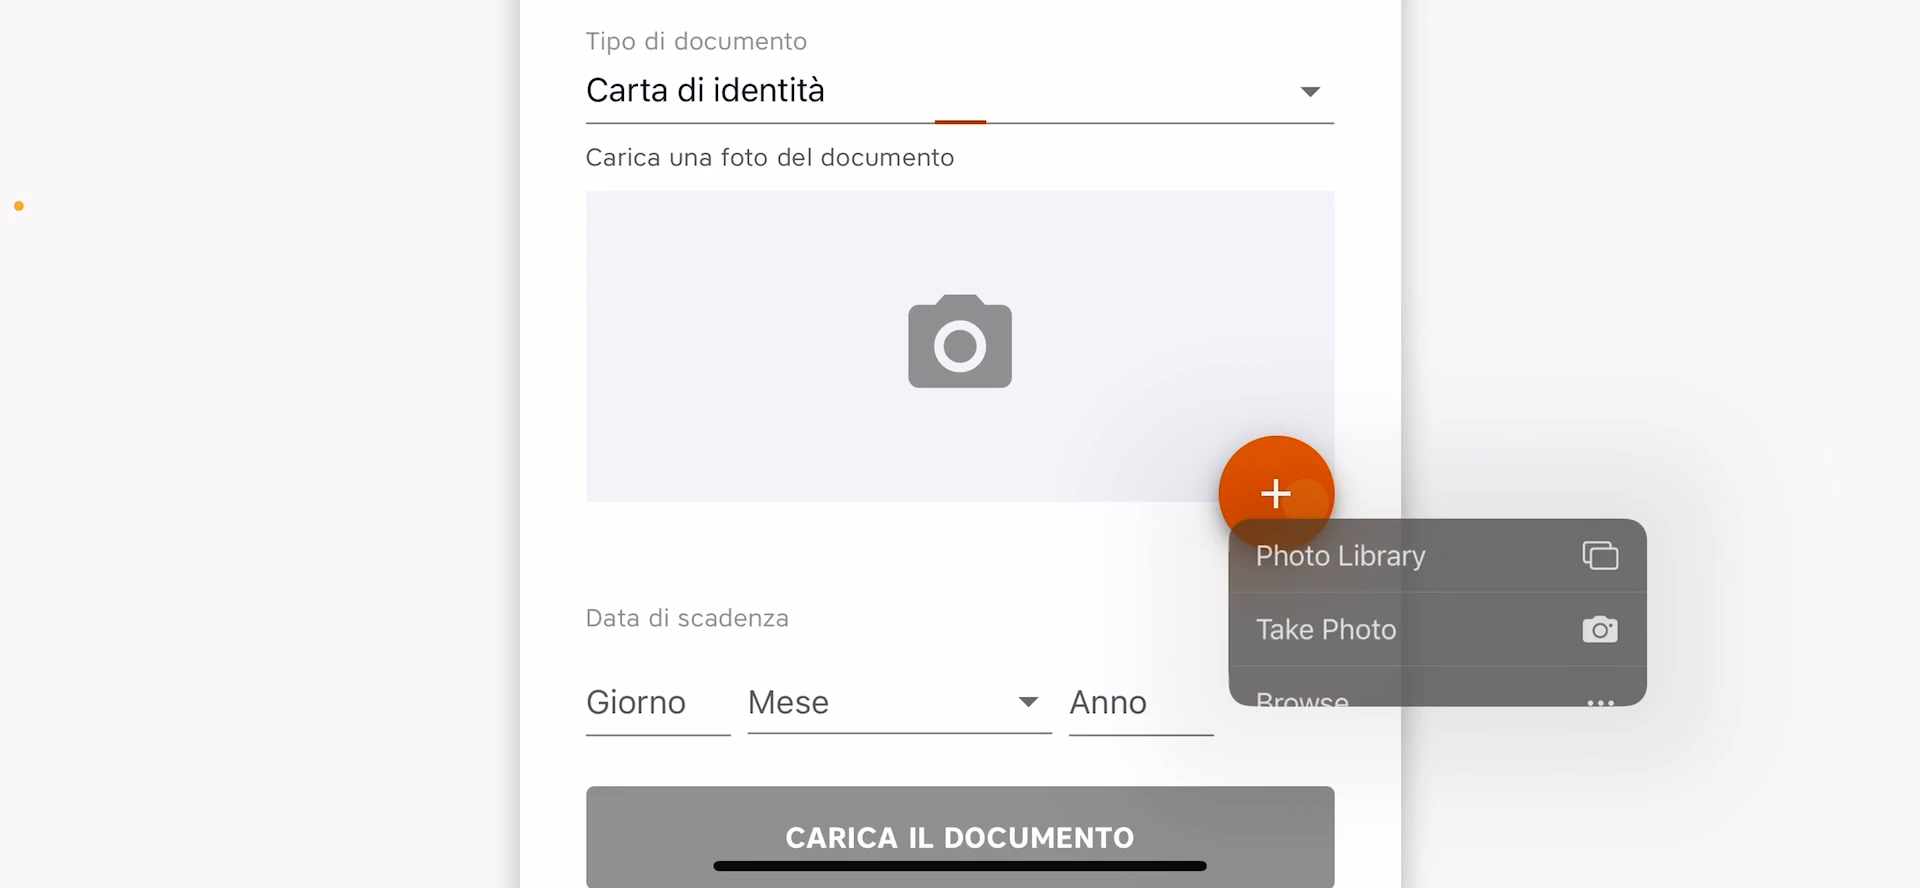 Tipo di documento
Carta di identità
Carica una foto del documento
Photo Library
Take Photo
Browse
Data di scadenza
Giorno Mese Anno
CARICA IL DOCUMENTO